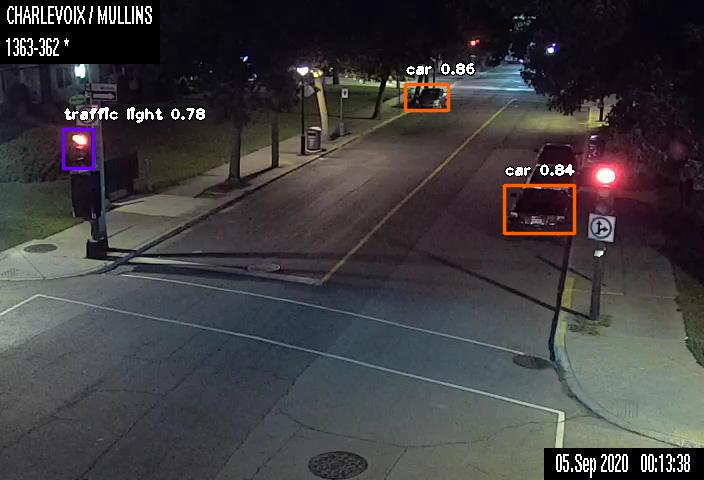 CHARLEVOIX / MULLINS
1363-362 *
car 0.86
traffic light 0.78
car 0.84
05.Sep 2020 00:13:38